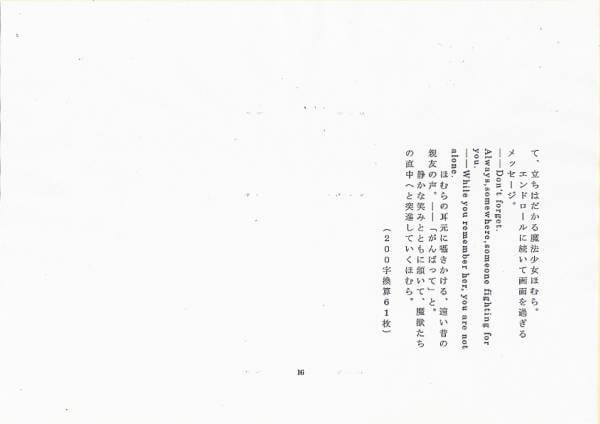 て、立ちはだかる魔法少女ほむら。
エンドロールに続いて画面を過ぎる
メッセージ。
――Don't forget.
Always,somewhere,someone fighting for
you.
――While you remember her, you are not
alone.
ほむらの耳元に囁きかける、遠い昔の
親友の声。――「がんばって」と。
静かな笑みとともに頷いて、魔獣たち
の直中へと突進していくほむら。
(200字換算61枚)
16